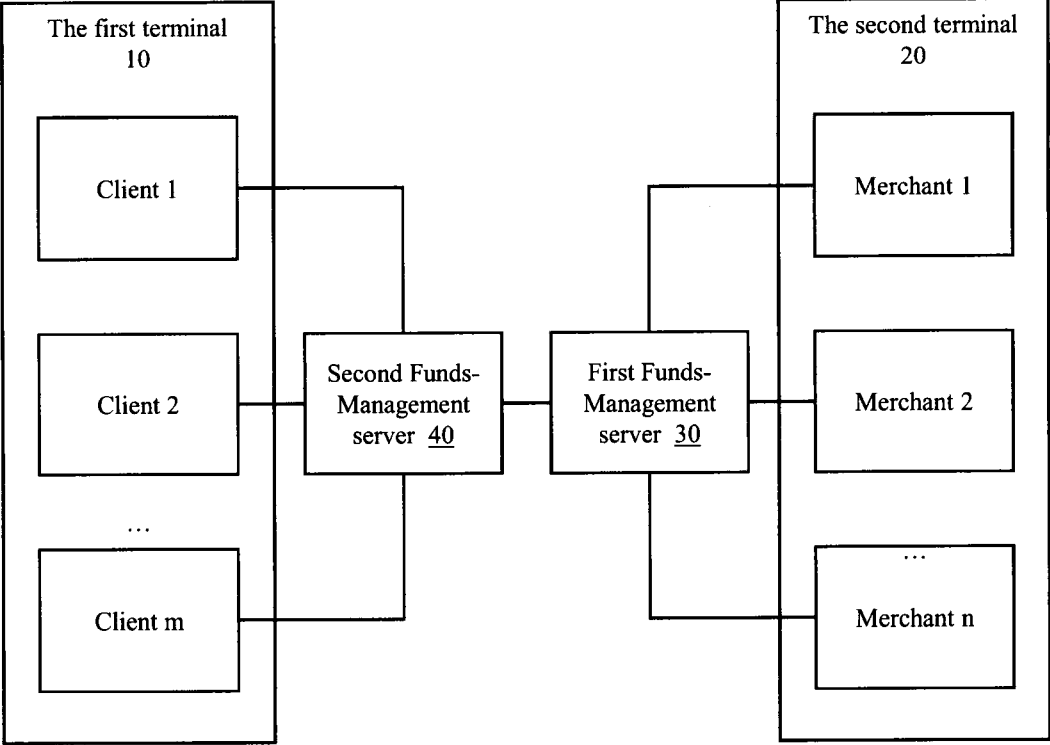 The first terminal
10
Client 1
Client 2
...
Client m
Second Funds-
Management
server 40
First Funds-
Management
server 30
The second terminal
20
Merchant 1
Merchant 2
...
Merchant n